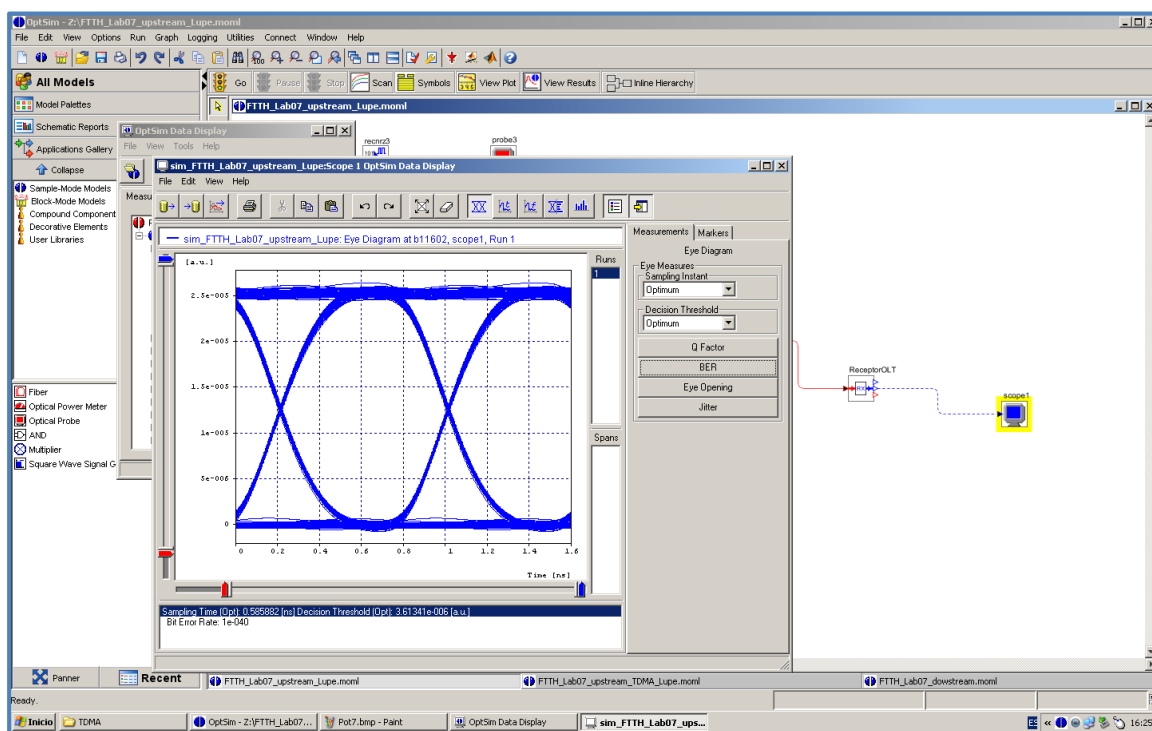 OptSim - Z:\FTTH_Lab07_upstream_Lupe.moml
File Edit View Options Run Graph Logging Utilities Connect Window Help
All Models
Go Pause Stop Scan Symbols View Plot View Results Inline Hierarchy
Model Palettes
FTTH_Lab07_upstream_Lupe.moml
Schematic Reports
Applications Gallery
Collapse
Sample-Mode Models
Block-Mode Models
Compound Component
Decorative Elements
User Libraries
Fiber
Optical Power Meter
Optical Probe
AND
Multiplier
Square Wave Signal G
Panner
Recent
OptSim Data Display
File View Tools Help
Measu
recnrz3
probe3
sim_FTTH_Lab07_upstream_Lupe:Scope 1 OptSim Data Display
File Edit View Help
sim_FTTH_Lab07_upstream_Lupe: Eye Diagram at b11602, scope1, Run 1
[a.u.]
2.5e-005
2e-005
1.5e-005
1e-005
5e-006
0
0 0.2 0.4 0.6 0.8 1 1.2 1.4 1.6
Time [ns]
Runs
1
Spans
Measurements Markers
Eye Diagram
Eye Measures
Sampling Instant
Optimum
Decision Threshold
Optimum
Q Factor
BER
Eye Opening
Jitter
Sampling Time (Opt): 0.585882 [ns] Decision Threshold (Opt): 3.61341e-006 [a.u.]
Bit Error Rate: 1e-040
ReceptorOLT
RX
scope1
FTTH_Lab07_upstream_Lupe.moml
FTTH_Lab07_upstream_TDMA_Lupe.moml
FTTH_Lab07_dowstream.moml
Ready.
Inicio
TDMA
OptSim - Z:\FTTH_Lab07...
Pot7.bmp - Paint
OptSim Data Display
sim_FTTH_Lab07_ups...
ES
16:25